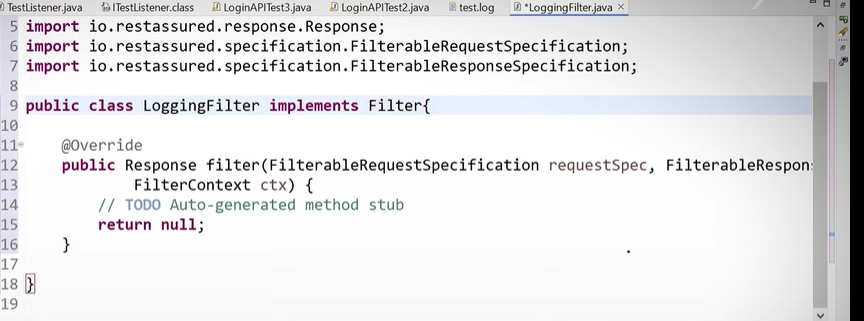 TestListener.java ITestListener.class LoginAPITest3.java LoginAPITest2.java test.log *LoggingFilter.java
5 import io.restassured.response.Response;
6 import io.restassured.specification.FilterableRequestSpecification;
7 import io.restassured.specification.FilterableResponseSpecification;
8
9 public class LoggingFilter implements Filter{
10
11 @Override
12 public Response filter(FilterableRequestSpecification requestSpec, FilterableRespon
13 FilterContext ctx) {
14 // TODO Auto-generated method stub
15 return null;
16 }
17
18 }
19